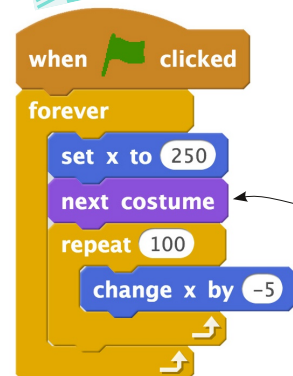 when clicked
forever
set x to 250
next costume
repeat 100
change x by -5